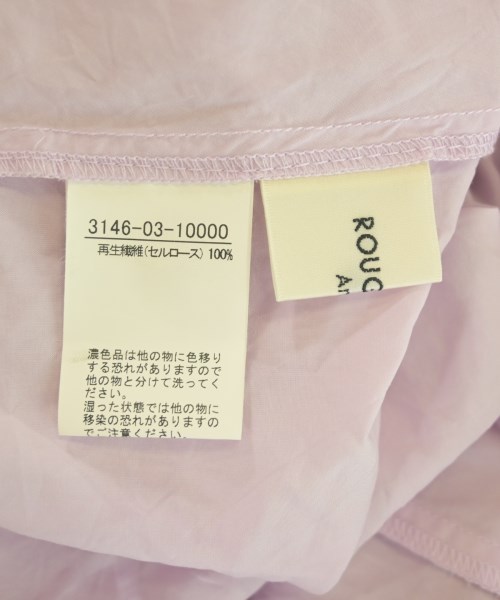 3146-03-10000
再生繊維(セルロース) 100%
濃色品は他の物に色移り
する恐れがありますので
他の物と分けて洗ってく
ださい。
湿った状態では他の物に
移染の恐れがありますの
でご注意ください。
ROUG